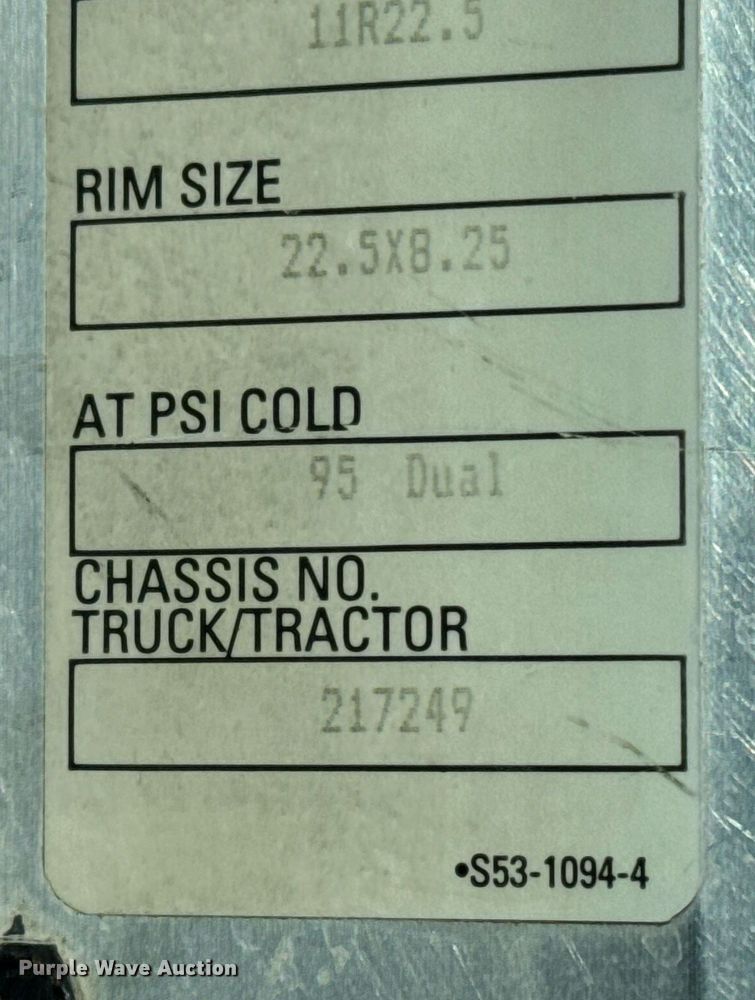 11R22.5
RIM SIZE
22.5X8.25
AT PSI COLD
95 Dual
CHASSIS NO.
TRUCK/TRACTOR
217249
•S53-1094-4
Purple Wave Auction